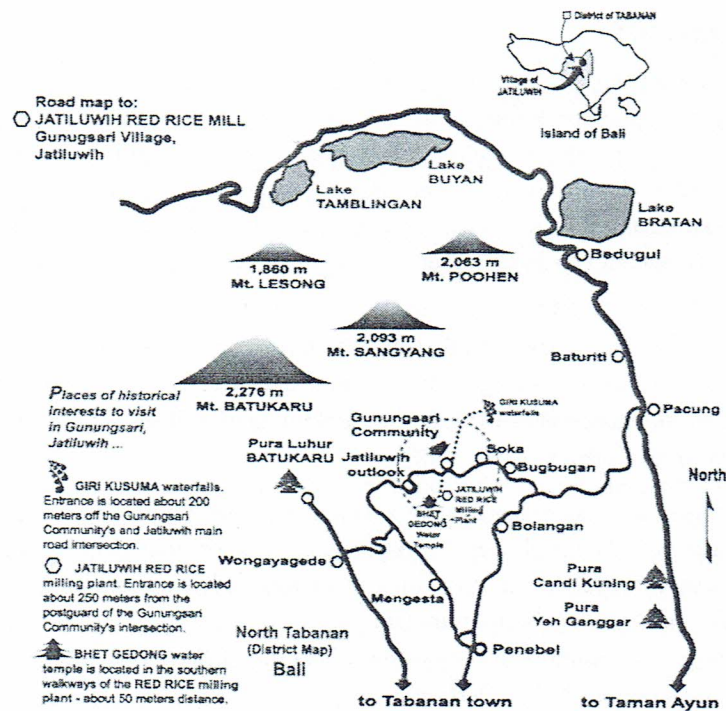 District of TABANAN
Village of
JATILUWIH
Island of Bali
Road map to:
JATILUWIH RED RICE MILL
Gunugsari Village,
Jatiluwih
Lake
BUYAN
Lake
TAMBLINGAN
Lake
BRATAN
Bedugul
1,860 m
Mt. LESONG
2,063 m
Mt. POOHEN
2,093 m
Mt. SANGYANG
2,276 m
Mt. BATUKARU
Baturiti
Pacung
Places of historical
interests to visit
in Gunungsari,
Jatiluwih ...
GIRI KUSUMA waterfalls.
Entrance is located about 200
meters off the Gunungsari
Community's and Jatiluwih main
road intersection.
JATILUWIH RED RICE
milling plant. Entrance is located
about 250 meters from the
postguard of the Gunungsari
Community's intersection.
BHET GEDONG water
temple is located in the southern
walkways of the RED RICE milling
plant - about 50 meters distance.
Pura Luhur
BATUKARU
Gunungsari
Community
GIRI KUSUMA
waterfalls
Jatiluwih
outlook
Soka
Bugbugan
JATILUWIH
RED RICE
Milling
Plant
BHET
GEDONG
Water
Temple
Bolangan
North
Wongayagede
Mengesta
Pura
Candi Kuning
Pura
Yeh Ganggar
North Tabanan
(District Map)
Bali
Penebel
to Tabanan town
to Taman Ayun